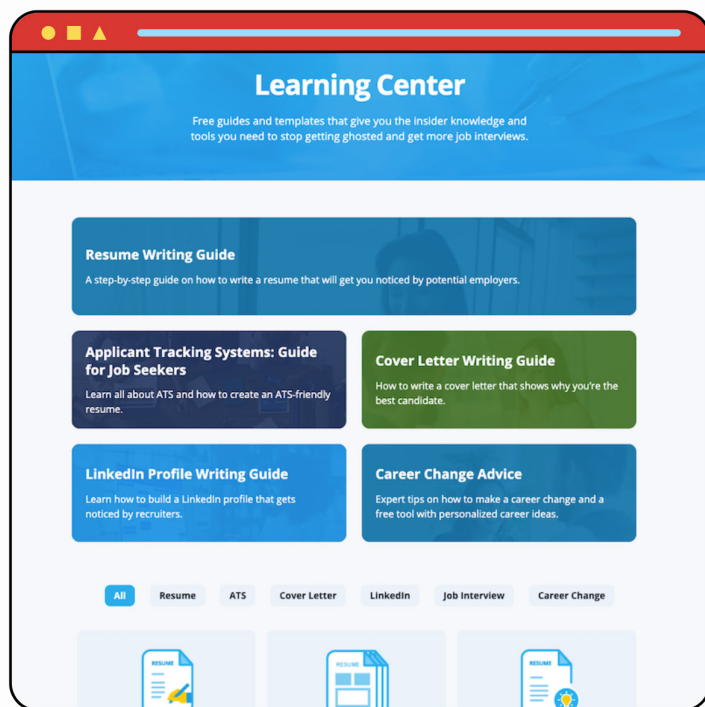 Learning Center
Free guides and templates that give you the insider knowledge and
tools you need to stop getting ghosted and get more job interviews.
Resume Writing Guide
A step-by-step guide on how to write a resume that will get you noticed by potential employers.
Applicant Tracking Systems: Guide
for Job Seekers
Learn all about ATS and how to create an ATS-friendly
resume.
Cover Letter Writing Guide
How to write a cover letter that shows why you're the
best candidate.
LinkedIn Profile Writing Guide
Learn how to build a LinkedIn profile that gets
noticed by recruiters.
Career Change Advice
Expert tips on how to make a career change and a
free tool with personalized career ideas.
All Resume ATS Cover Letter LinkedIn Job Interview Career Change
RESUME RESUME RESUME